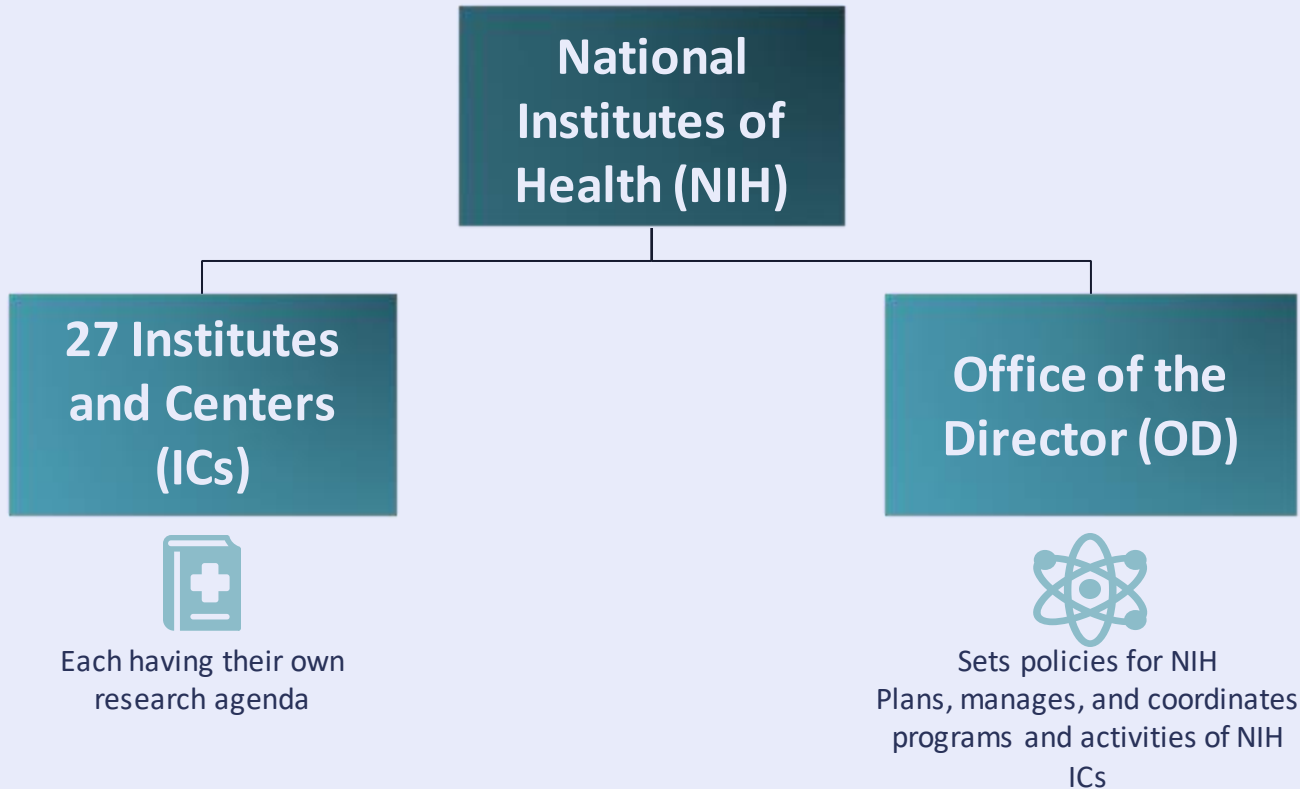 National
Institutes of
Health (NIH)
27 Institutes
and Centers
(ICs)
Office of the
Director (OD)
Each having their own
research agenda
Sets policies for NIH
Plans, manages, and coordinates
programs and activities of NIH
ICs